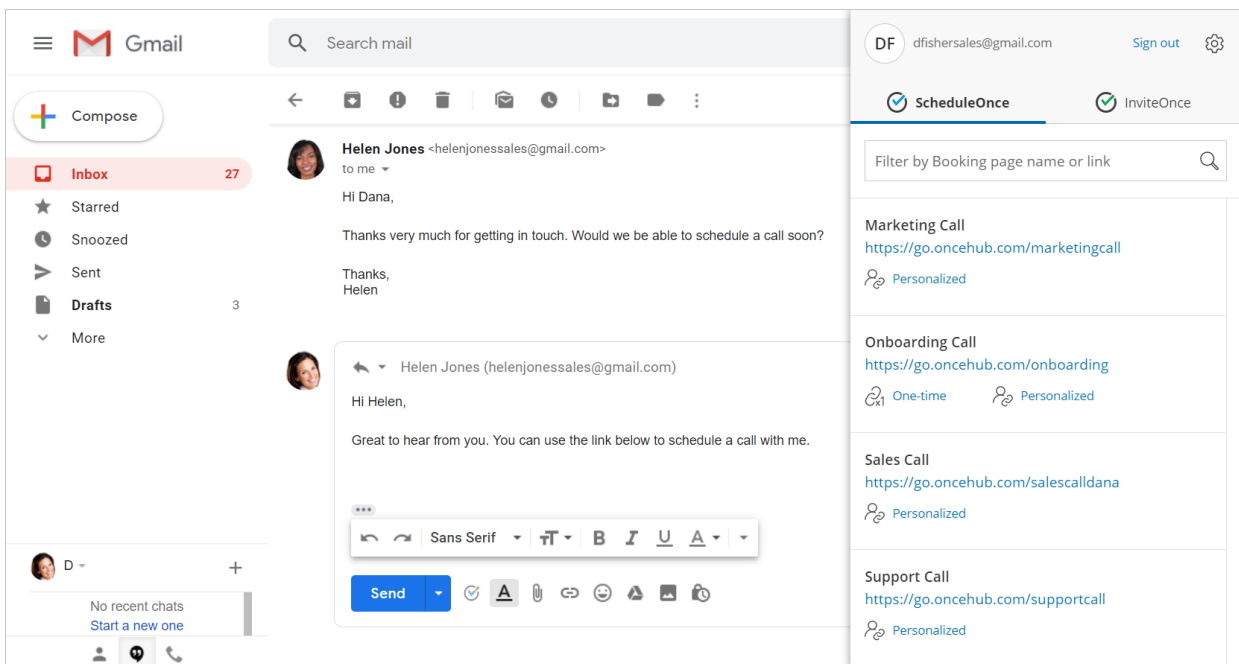 Gmail
Compose
Inbox 27
Starred
Snoozed
Sent
Drafts 3
More
D
No recent chats
Start a new one
Search mail
Helen Jones <helenjonessales@gmail.com>
to me
Hi Dana,
Thanks very much for getting in touch. Would we be able to schedule a call soon?
Thanks,
Helen
Helen Jones (helenjonessales@gmail.com)
Hi Helen,
Great to hear from you. You can use the link below to schedule a call with me.
Sans Serif TT B I U A
Send A
DF dfishersales@gmail.com Sign out
ScheduleOnce InviteOnce
Filter by Booking page name or link
Marketing Call
https://go.oncehub.com/marketingcall
Personalized
Onboarding Call
https://go.oncehub.com/onboarding
x1 One-time Personalized
Sales Call
https://go.oncehub.com/salescalldana
Personalized
Support Call
https://go.oncehub.com/supportcall
Personalized